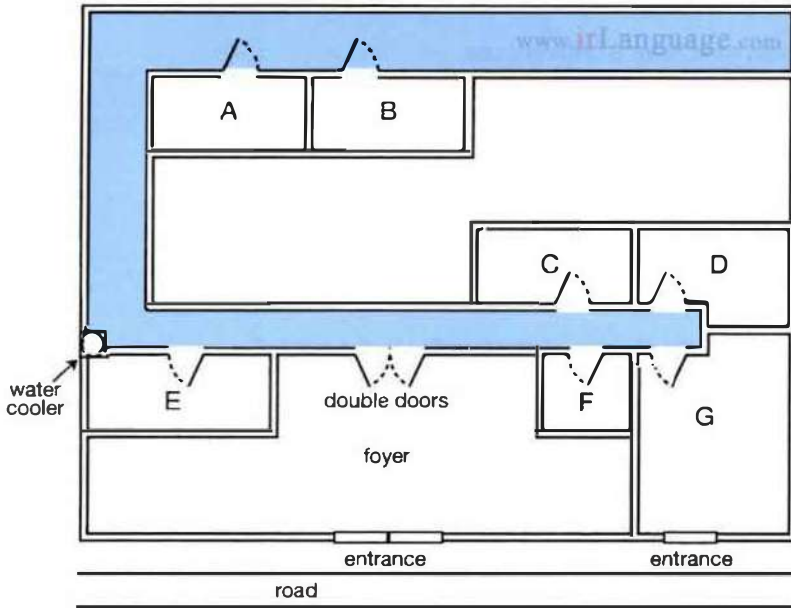 www.irLanguage.com
A
B
C
D
water
cooler
E
double doors
F
G
foyer
entrance
entrance
road